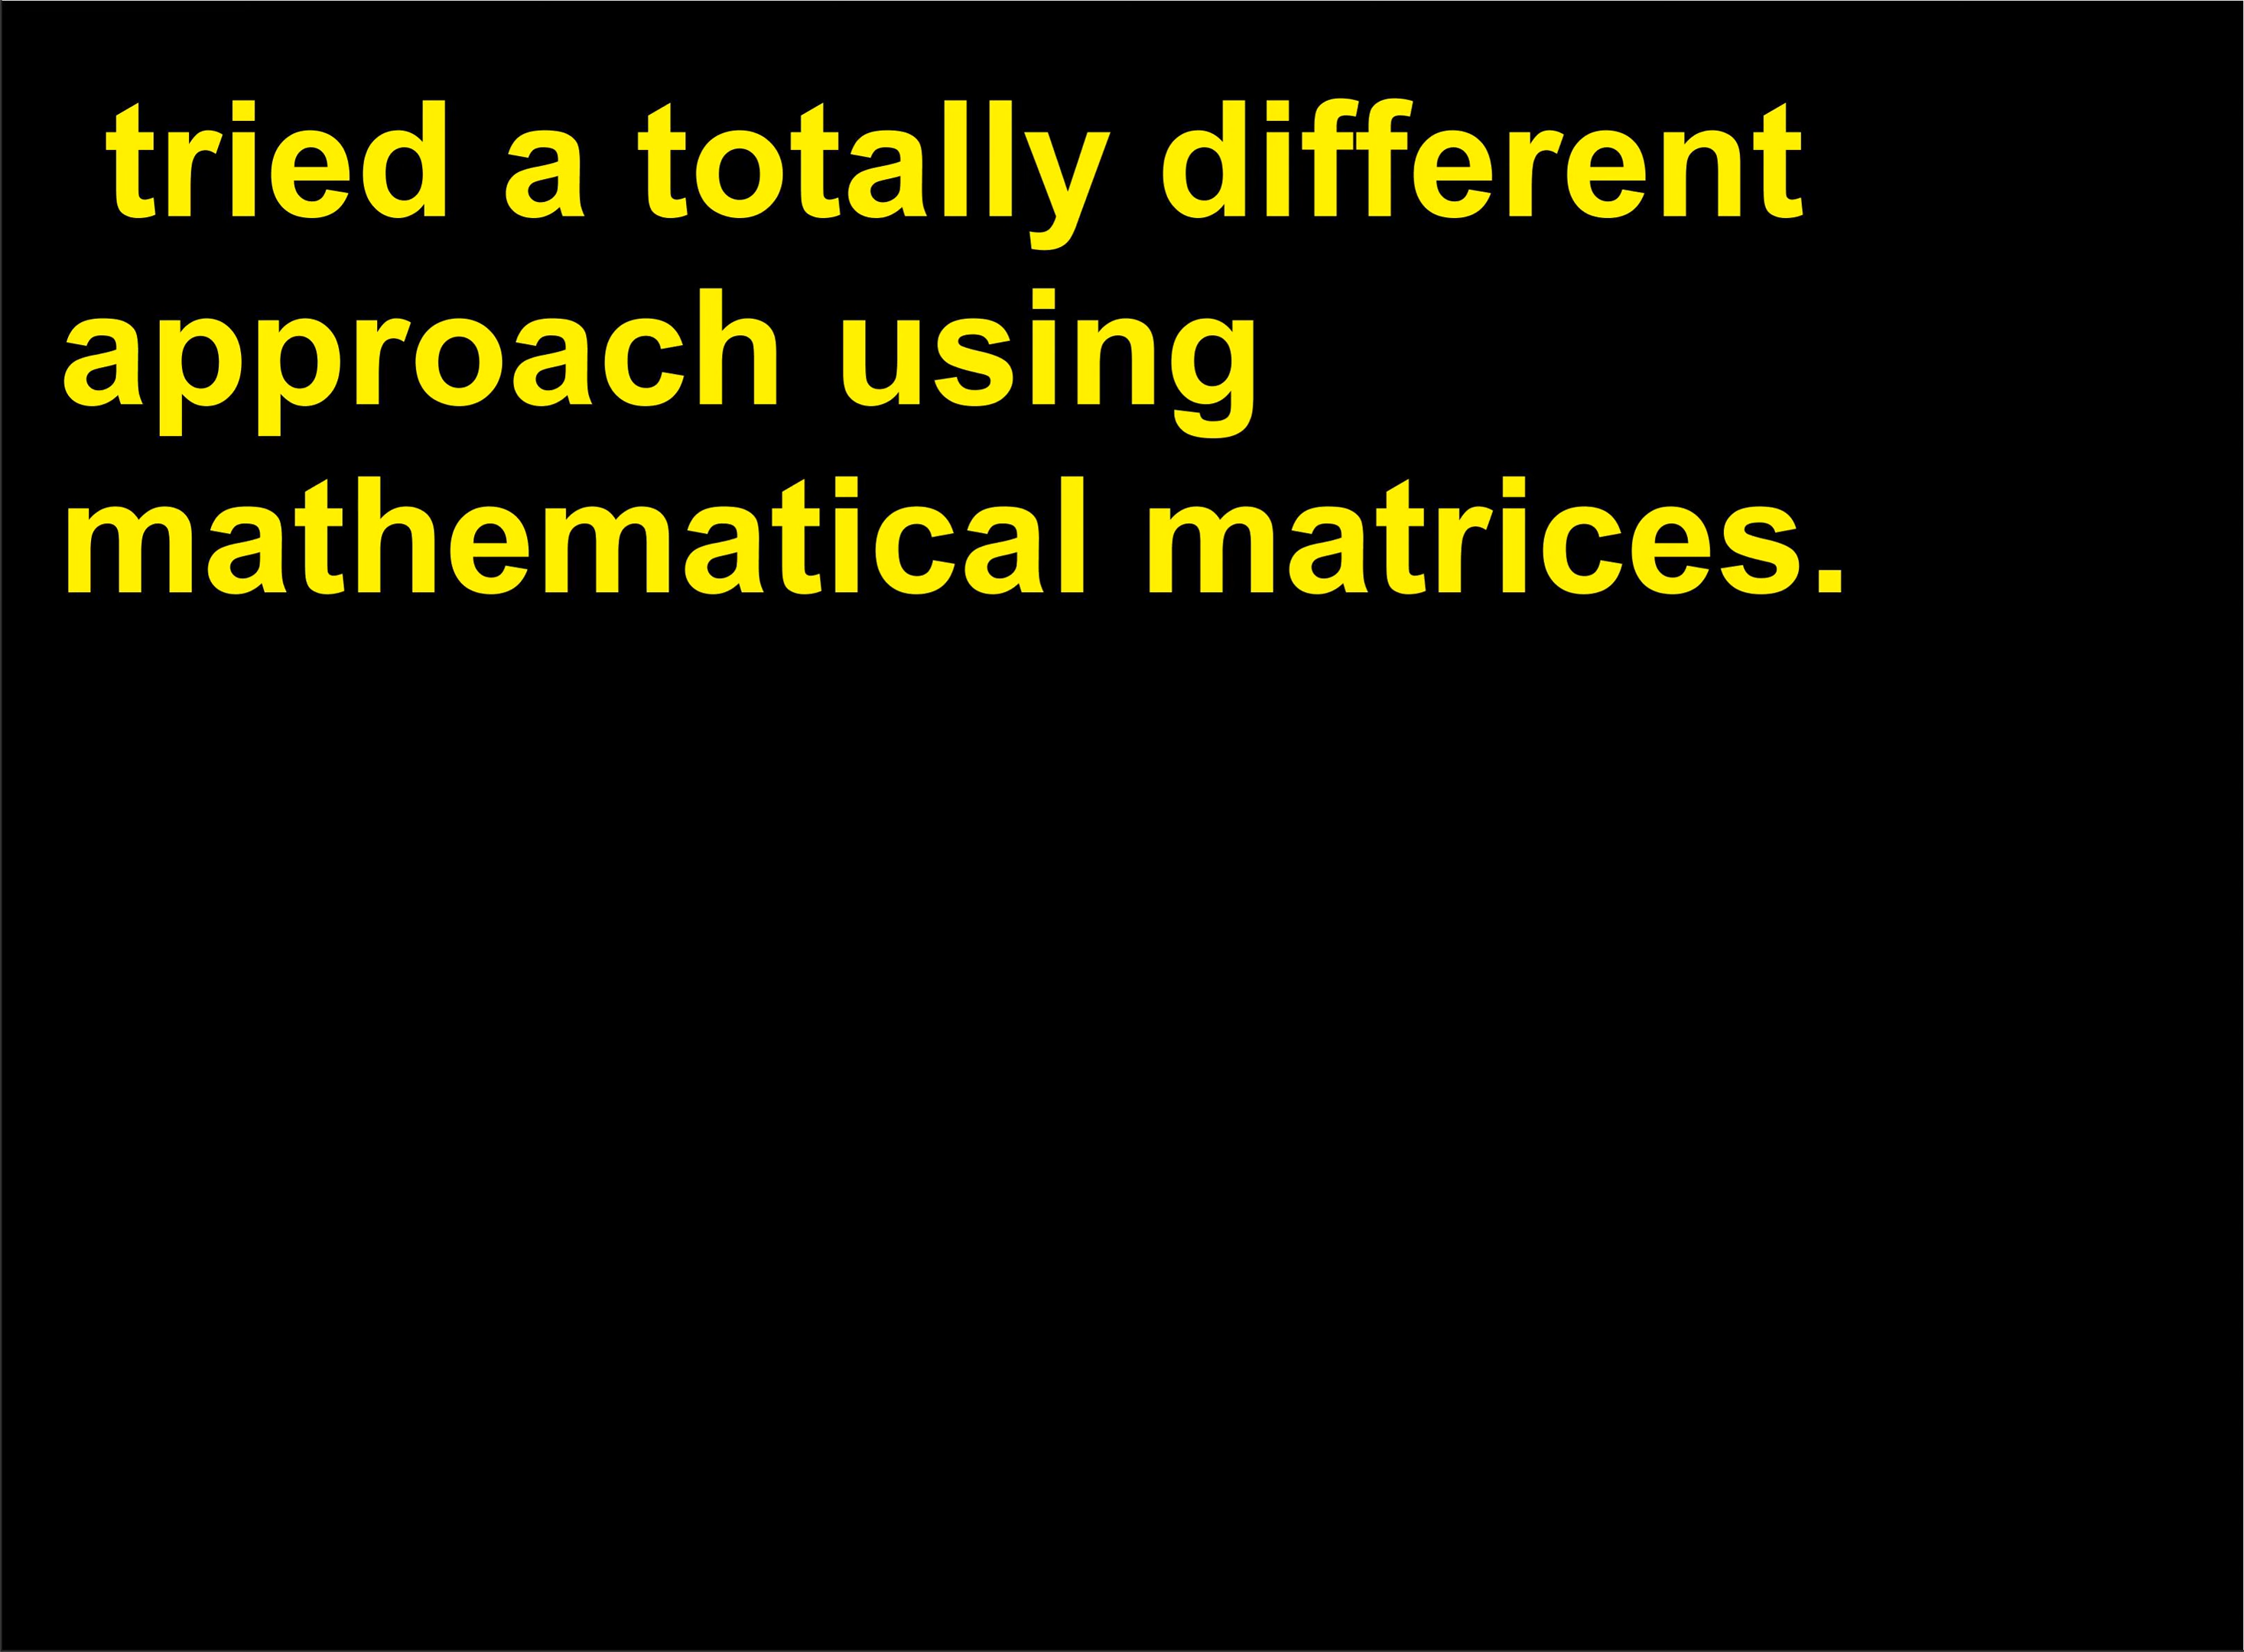 tried a totally different
approach using
mathematical matrices.